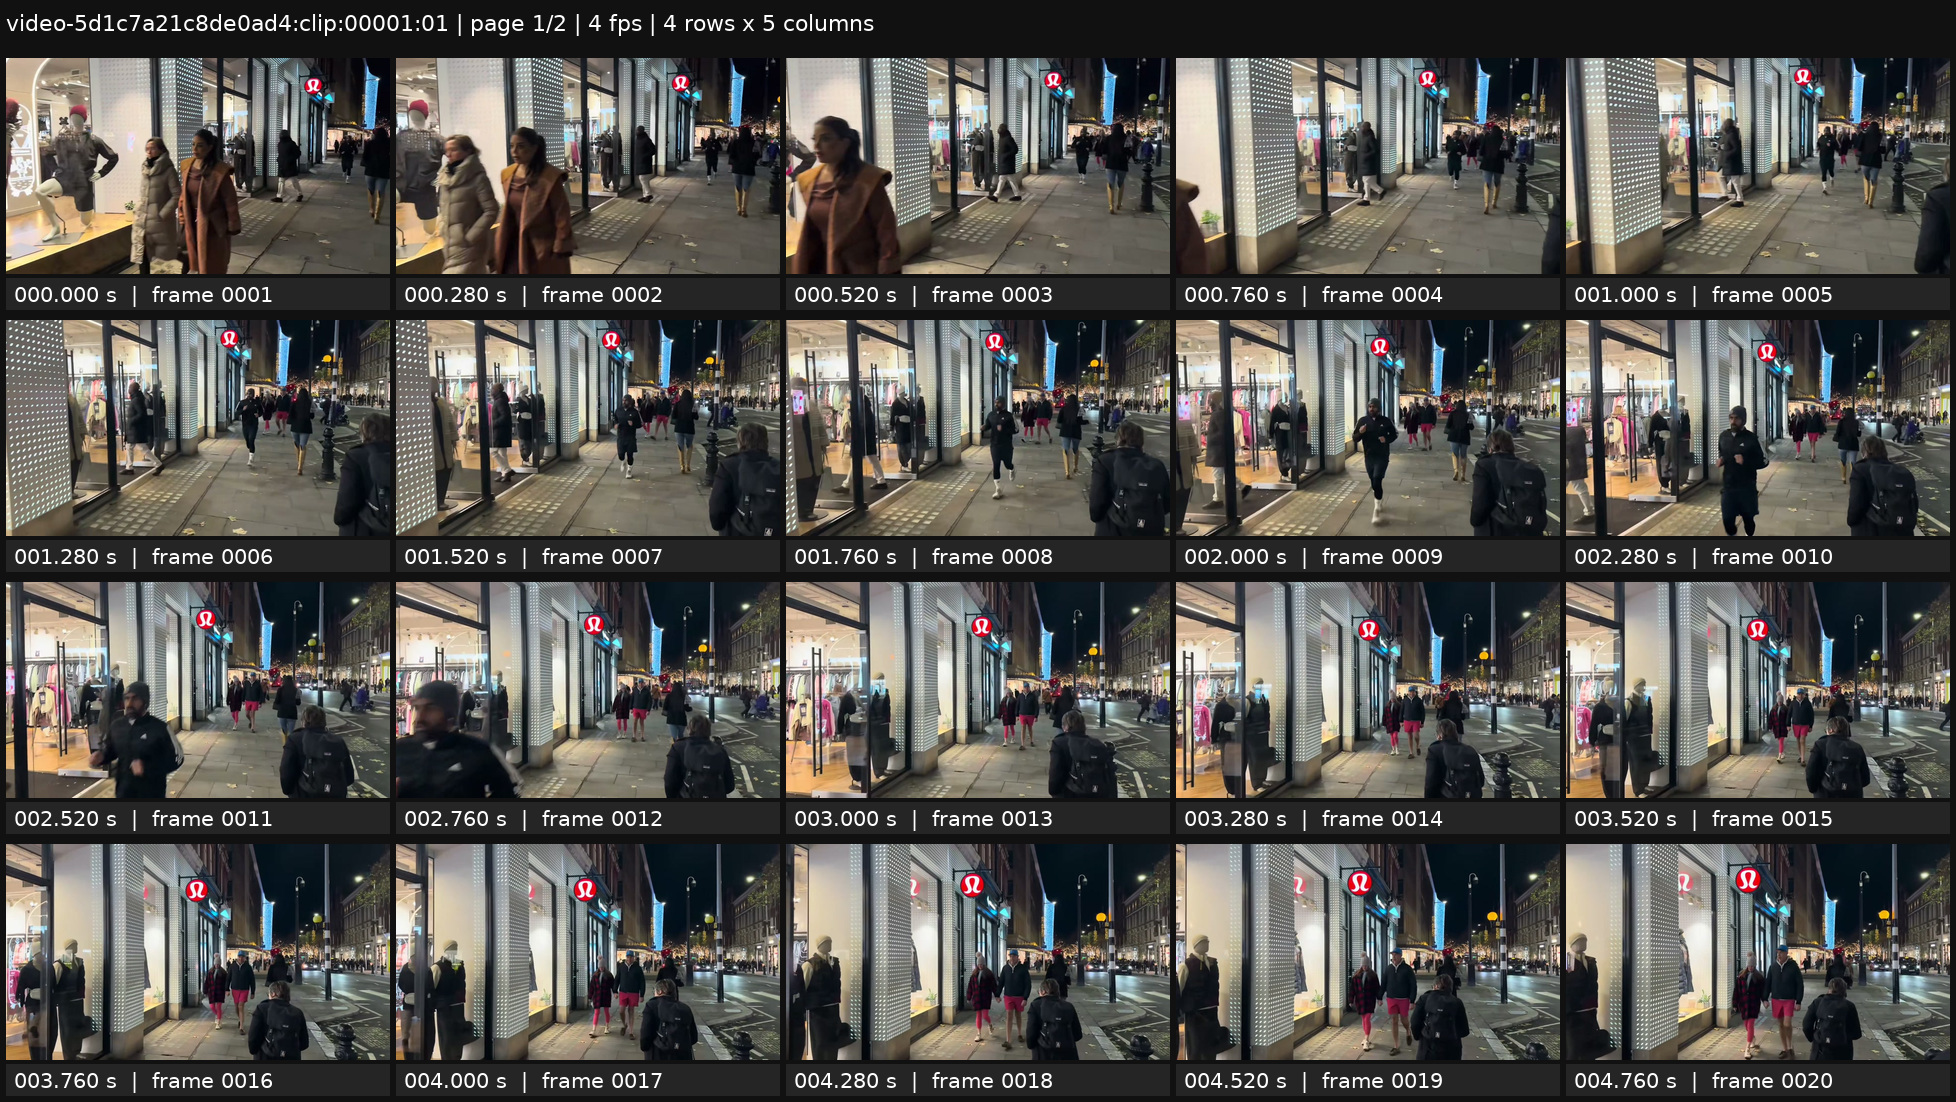 video-5d1c7a21c8de0ad4:clip:00001:01 | page 1/2 | 4 fps | 4 rows x 5 columns
000.000 s | frame 0001
000.280 s | frame 0002
000.520 s | frame 0003
000.760 s | frame 0004
001.000 s | frame 0005
001.280 s | frame 0006
001.520 s | frame 0007
001.760 s | frame 0008
002.000 s | frame 0009
002.280 s | frame 0010
002.520 s | frame 0011
002.760 s | frame 0012
003.000 s | frame 0013
003.280 s | frame 0014
003.520 s | frame 0015
003.760 s | frame 0016
004.000 s | frame 0017
004.280 s | frame 0018
004.520 s | frame 0019
004.760 s | frame 0020